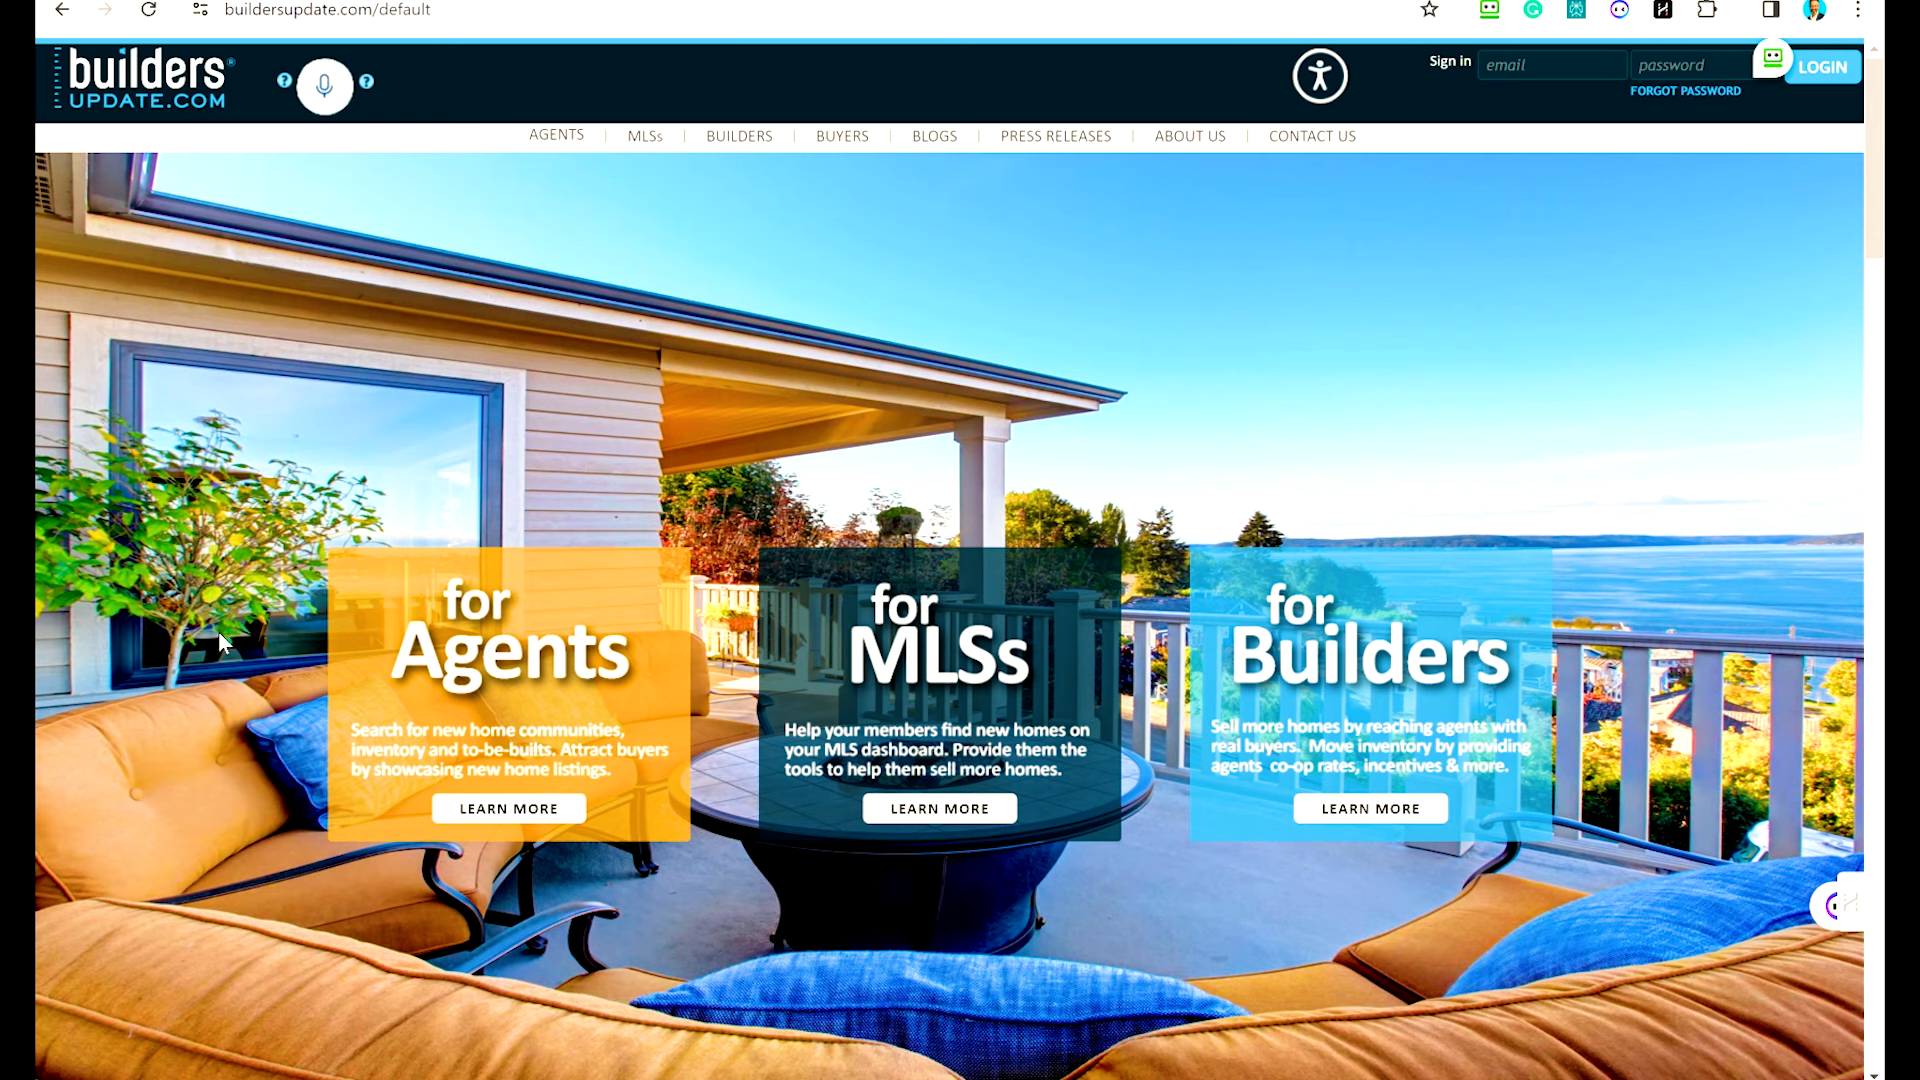 buildersupdate.com/default
builders®
UPDATE.COM
? ?
Sign in email password LOGIN
FORGOT PASSWORD
AGENTS MLSs BUILDERS BUYERS BLOGS PRESS RELEASES ABOUT US CONTACT US
for
Agents
Search for new home communities,
inventory and to-be-builts. Attract buyers
by showcasing new home listings.
LEARN MORE
for
MLSs
Help your members find new homes on
your MLS dashboard. Provide them the
tools to help them sell more homes.
LEARN MORE
for
Builders
Sell more homes by reaching agents with
real buyers. Move inventory by providing
agents co-op rates, incentives & more.
LEARN MORE